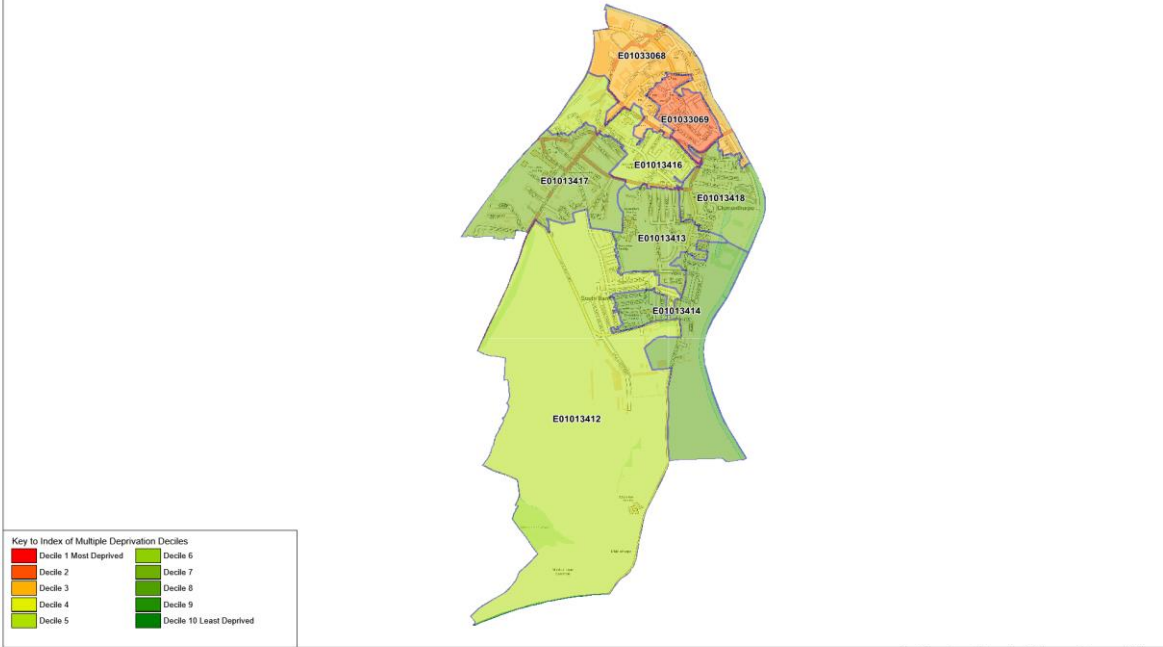 E01033068
E01033069
E01013416
E01013417
E01013418
Cleethorpes
E01013413
E01013414
E01013412
Key to Index of Multiple Deprivation Deciles
Decile 1 Most Deprived
Decile 2
Decile 3
Decile 4
Decile 5
Decile 6
Decile 7
Decile 8
Decile 9
Decile 10 Least Deprived